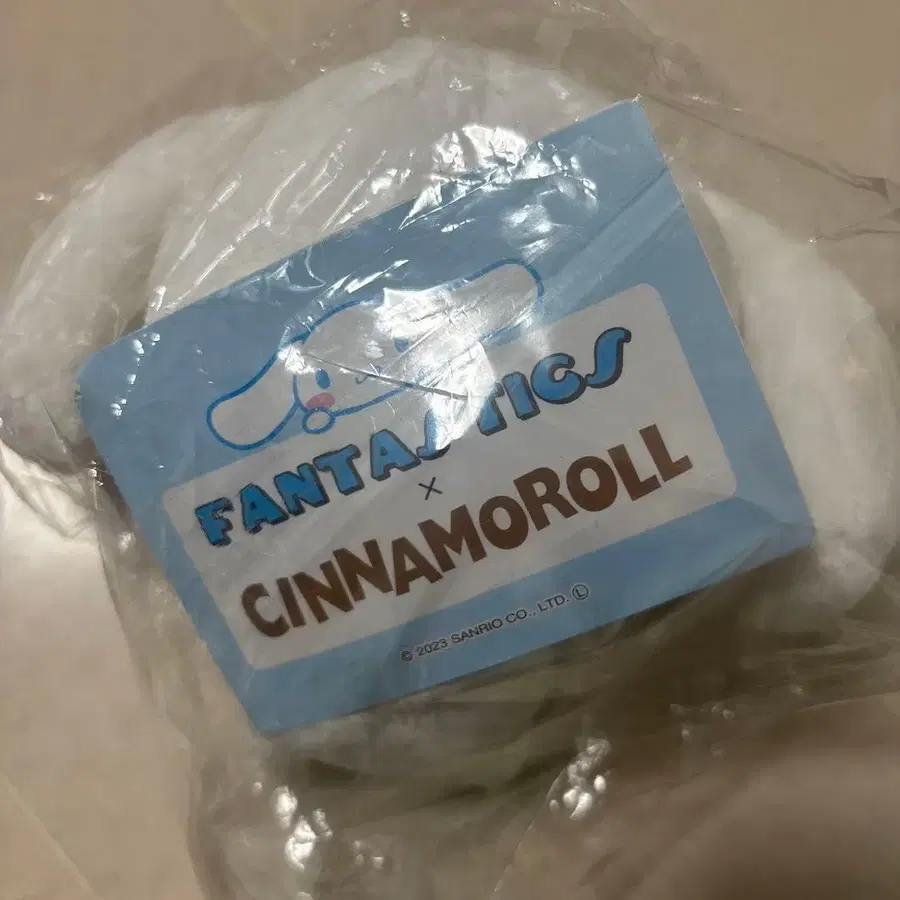 FANTASTICS
×
CINNAMOROLL
© 2023 SANRIO CO., LTD. Ⓛ